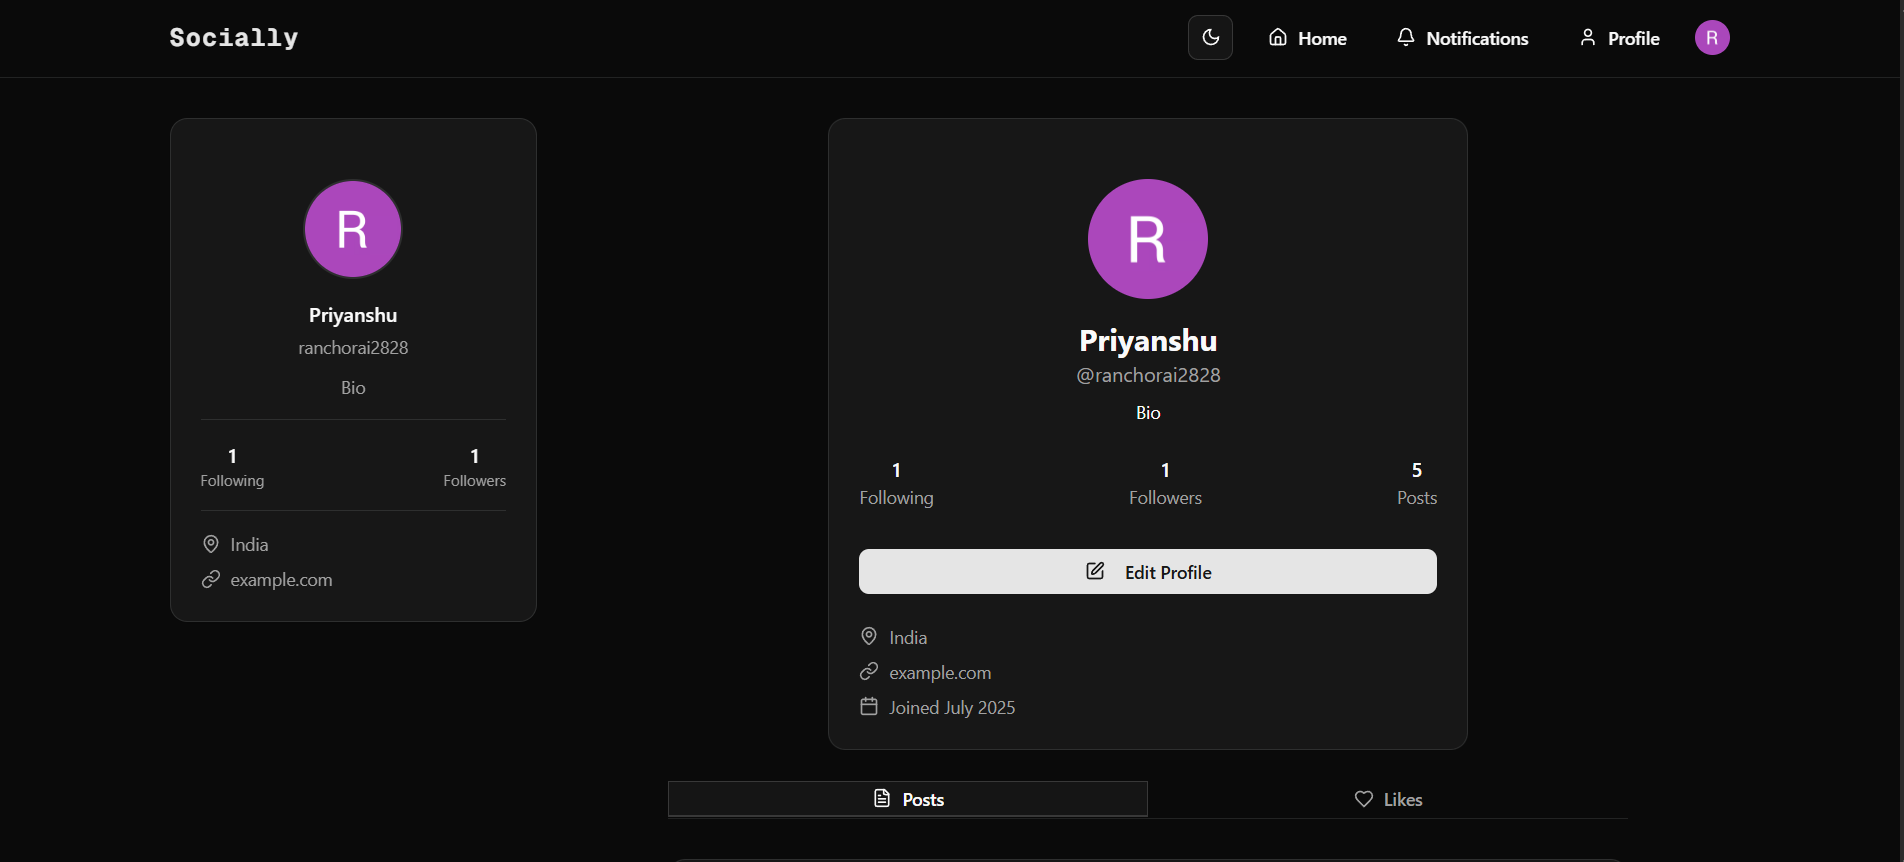 Socially
Home
Notifications
Profile
R
R
Priyanshu
ranchorai2828
Bio
1
Following
1
Followers
India
example.com
R
Priyanshu
@ranchorai2828
Bio
1
Following
1
Followers
5
Posts
Edit Profile
India
example.com
Joined July 2025
Posts
Likes